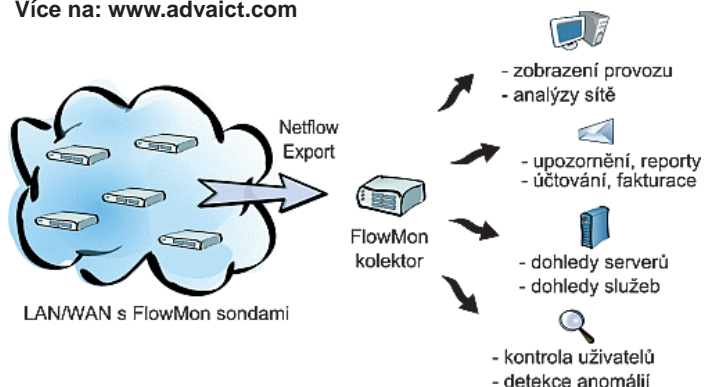 Více na: www.advaict.com
Netflow
Export
LAN/WAN s FlowMon sondami
FlowMon
kolektor
- zobrazení provozu
- analýzy sítě
- upozornění, reporty
- účtování, fakturace
- dohledy serverů
- dohledy služeb
- kontrola uživatelů
- detekce anomálií